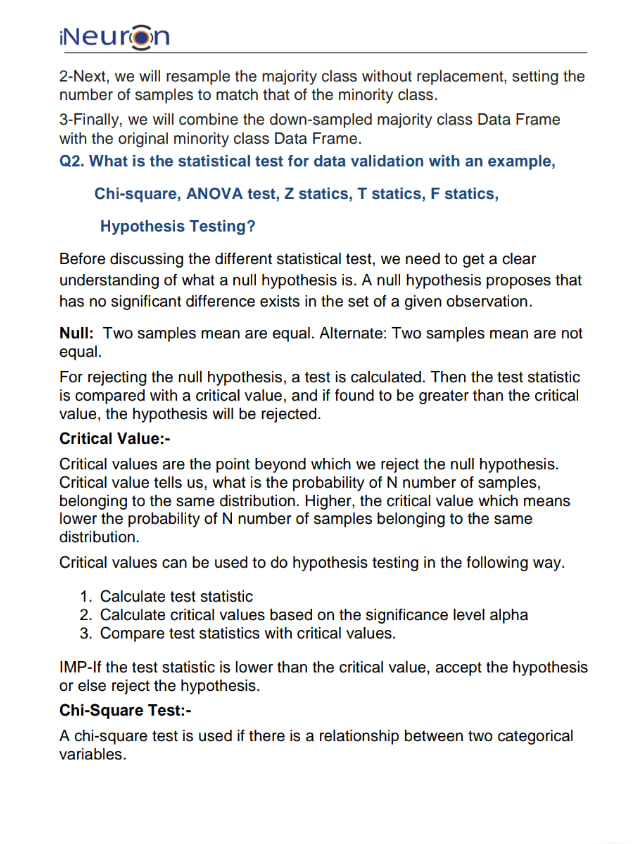 iNeuron
2-Next, we will resample the majority class without replacement, setting the
number of samples to match that of the minority class.
3-Finally, we will combine the down-sampled majority class Data Frame
with the original minority class Data Frame.
Q2. What is the statistical test for data validation with an example,
Chi-square, ANOVA test, Z statics, T statics, F statics,
Hypothesis Testing?
Before discussing the different statistical test, we need to get a clear
understanding of what a null hypothesis is. A null hypothesis proposes that
has no significant difference exists in the set of a given observation.
Null:  Two samples mean are equal. Alternate: Two samples mean are not
equal.
For rejecting the null hypothesis, a test is calculated. Then the test statistic
is compared with a critical value, and if found to be greater than the critical
value, the hypothesis will be rejected.
Critical Value:-
Critical values are the point beyond which we reject the null hypothesis.
Critical value tells us, what is the probability of N number of samples,
belonging to the same distribution. Higher, the critical value which means
lower the probability of N number of samples belonging to the same
distribution.
Critical values can be used to do hypothesis testing in the following way.
1. Calculate test statistic
2. Calculate critical values based on the significance level alpha
3. Compare test statistics with critical values.
IMP-If the test statistic is lower than the critical value, accept the hypothesis
or else reject the hypothesis.
Chi-Square Test:-
A chi-square test is used if there is a relationship between two categorical
variables.